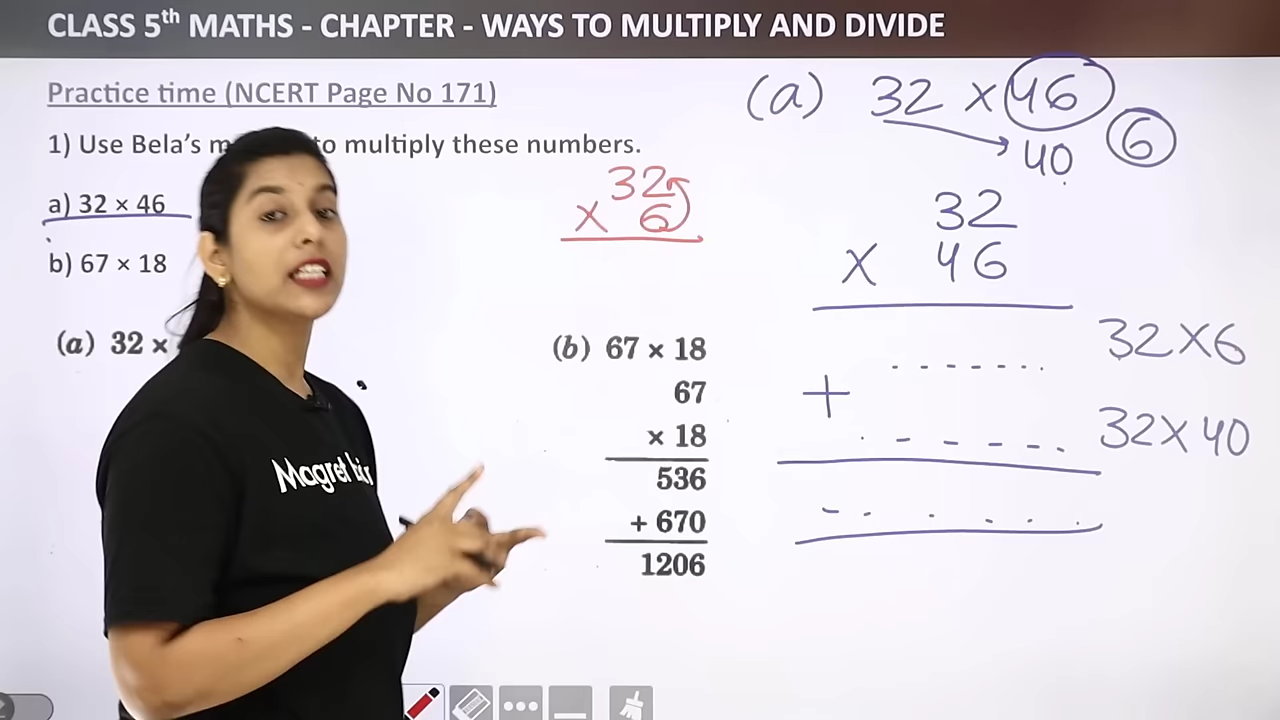 CLASS 5th MATHS - CHAPTER - WAYS TO MULTIPLY AND DIVIDE
Practice time (NCERT Page No 171)
1) Use Bela's to multiply these numbers.
a) 32 × 46
b) 67 × 18
(a) 32 ×
32
× 6
(b) 67 × 18
67
× 18
536
+ 670
1206
(a) 32 × 46
40 6
32
× 46
32 × 6
+
32 × 40